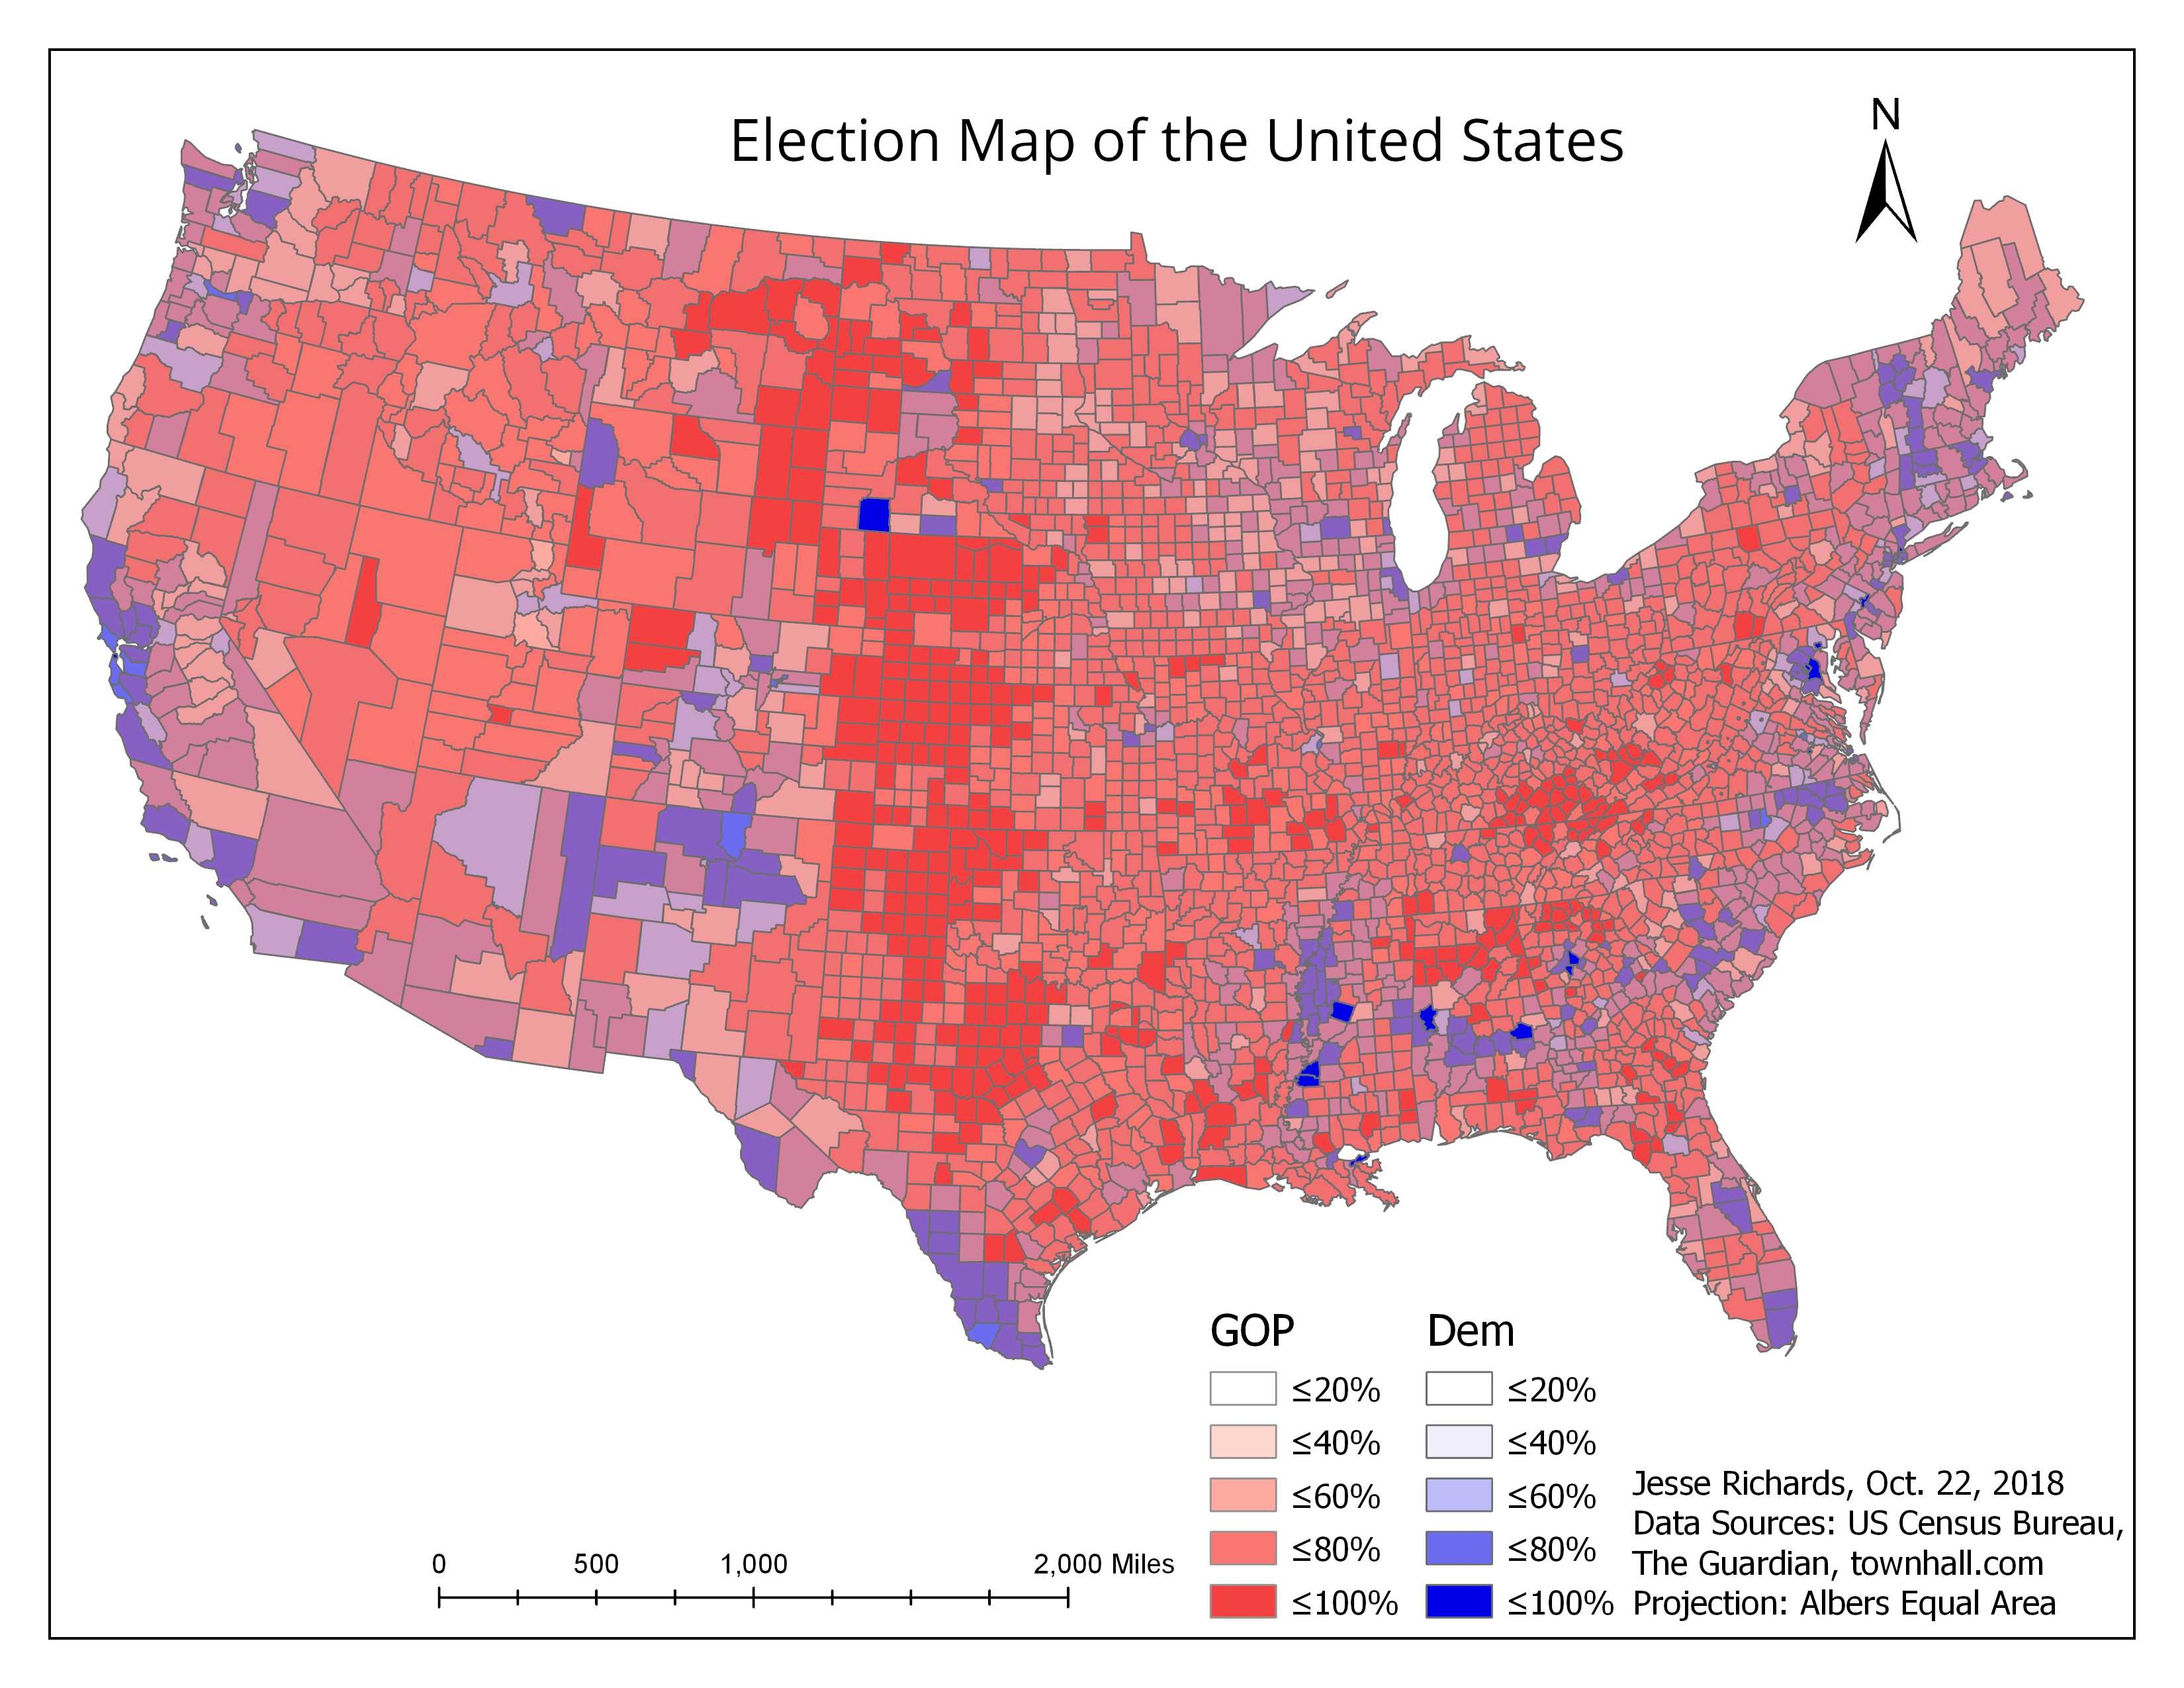 Election Map of the United States
N
GOP Dem
≤20% ≤20%
≤40% ≤40%
≤60% ≤60%
≤80% ≤80%
≤100% ≤100%
Jesse Richards, Oct. 22, 2018
Data Sources: US Census Bureau,
The Guardian, townhall.com
Projection: Albers Equal Area
0 500 1,000 2,000 Miles